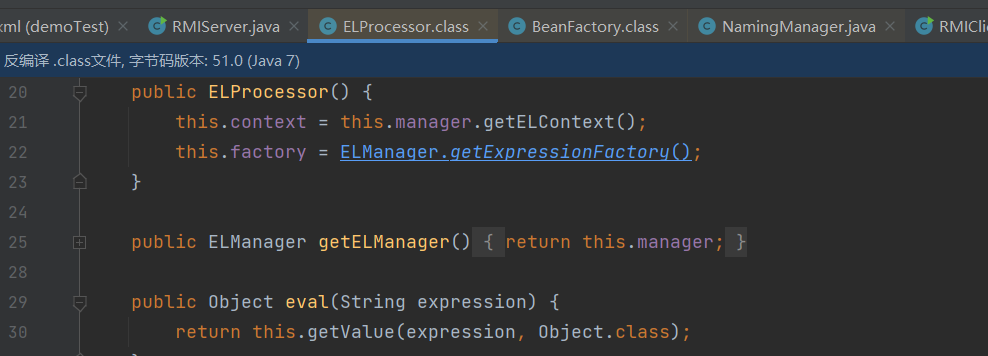 xml (demoTest) RMIServer.java ELProcessor.class BeanFactory.class NamingManager.java RMICli
反编译 .class文件, 字节码版本: 51.0 (Java 7)
20 public ELProcessor() {
21 this.context = this.manager.getELContext();
22 this.factory = ELManager.getExpressionFactory();
23 }
24
25 public ELManager getELManager() { return this.manager; }
28
29 public Object eval(String expression) {
30 return this.getValue(expression, Object.class);